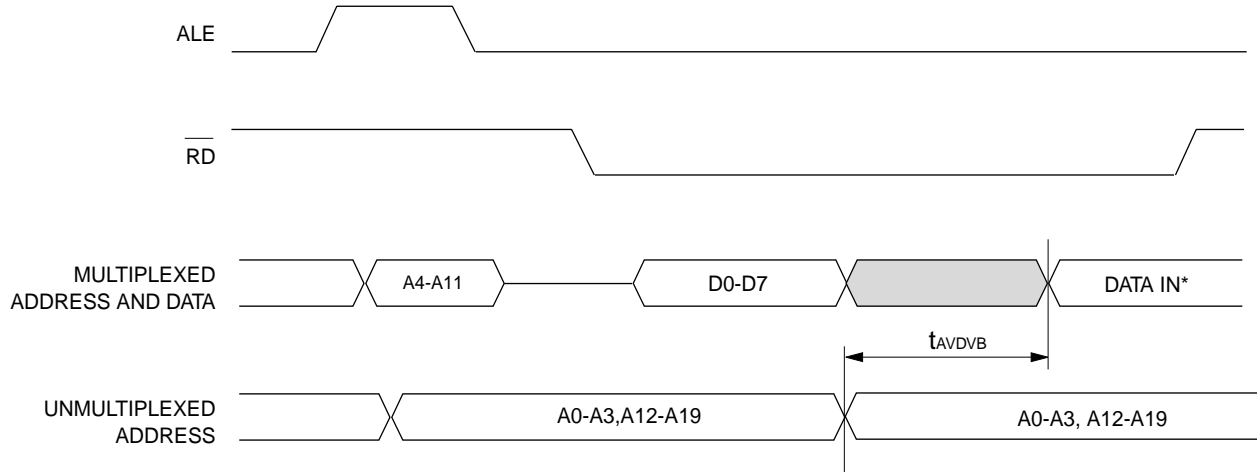 ALE
RD
MULTIPLEXED
ADDRESS AND DATA
A4-A11
D0-D7
DATA IN*
tAVDVB
UNMULTIPLEXED
ADDRESS
A0-A3,A12-A19
A0-A3, A12-A19